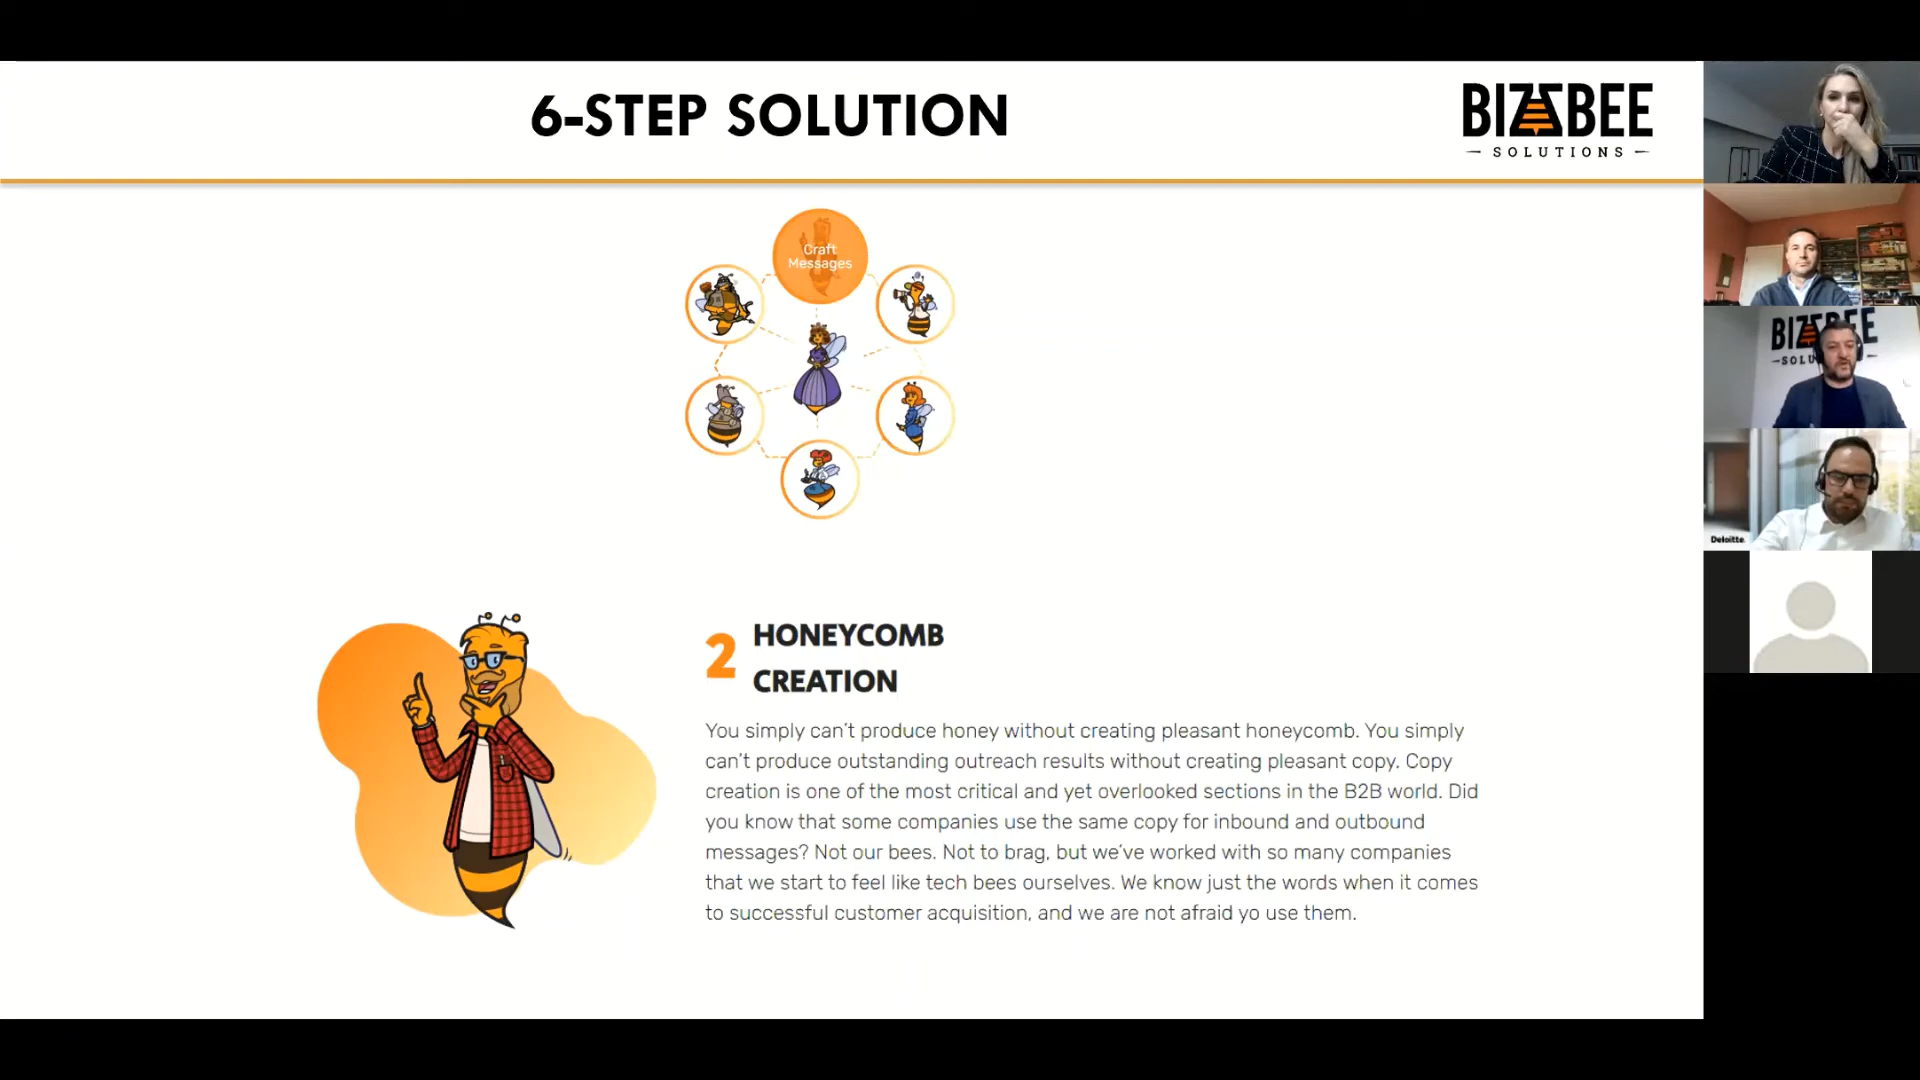 6-STEP SOLUTION
BIZZBEE
SOLUTIONS
Craft
Messages
2 HONEYCOMB
CREATION
You simply can't produce honey without creating pleasant honeycomb. You simply
can't produce outstanding outreach results without creating pleasant copy. Copy
creation is one of the most critical and yet overlooked sections in the B2B world. Did
you know that some companies use the same copy for inbound and outbound
messages? Not our bees. Not to brag, but we've worked with so many companies
that we start to feel like tech bees ourselves. We know just the words when it comes
to successful customer acquisition, and we are not afraid yo use them.
Deloitte.